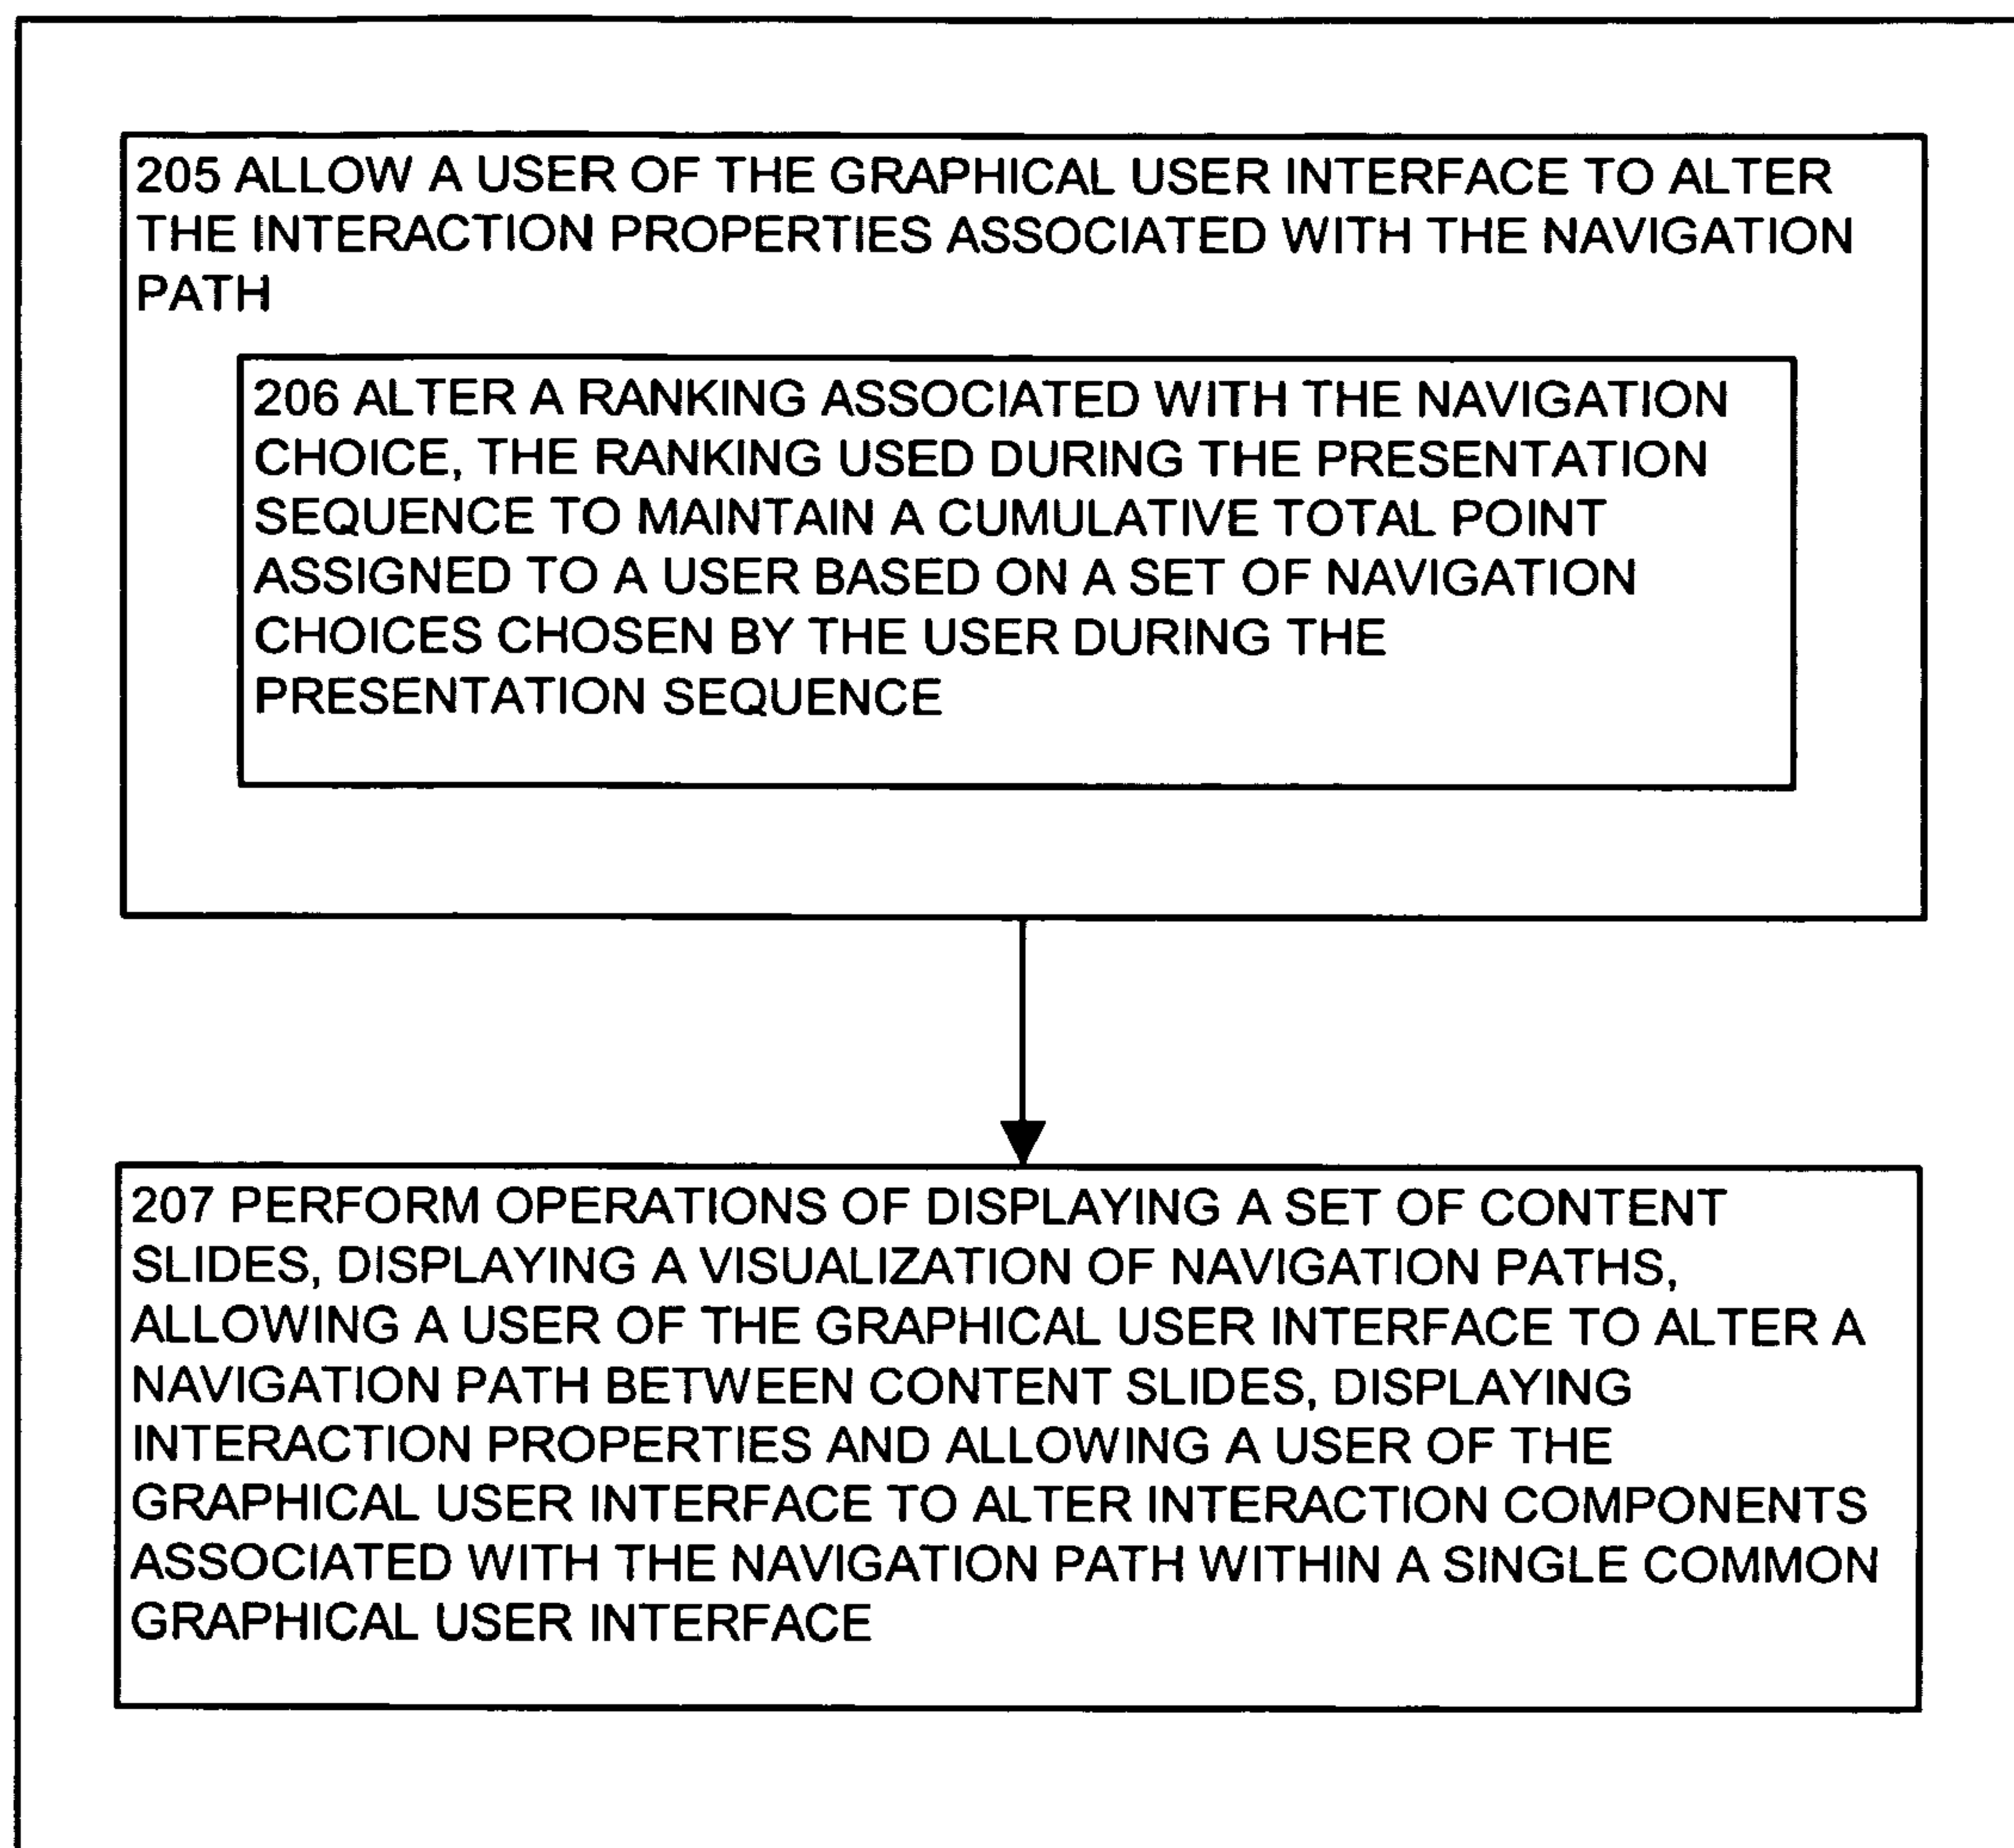 205 ALLOW A USER OF THE GRAPHICAL USER INTERFACE TO ALTER
THE INTERACTION PROPERTIES ASSOCIATED WITH THE NAVIGATION
PATH
206 ALTER A RANKING ASSOCIATED WITH THE NAVIGATION
CHOICE, THE RANKING USED DURING THE PRESENTATION
SEQUENCE TO MAINTAIN A CUMULATIVE TOTAL POINT
ASSIGNED TO A USER BASED ON A SET OF NAVIGATION
CHOICES CHOSEN BY THE USER DURING THE
PRESENTATION SEQUENCE
207 PERFORM OPERATIONS OF DISPLAYING A SET OF CONTENT
SLIDES, DISPLAYING A VISUALIZATION OF NAVIGATION PATHS,
ALLOWING A USER OF THE GRAPHICAL USER INTERFACE TO ALTER A
NAVIGATION PATH BETWEEN CONTENT SLIDES, DISPLAYING
INTERACTION PROPERTIES AND ALLOWING A USER OF THE
GRAPHICAL USER INTERFACE TO ALTER INTERACTION COMPONENTS
ASSOCIATED WITH THE NAVIGATION PATH WITHIN A SINGLE COMMON
GRAPHICAL USER INTERFACE